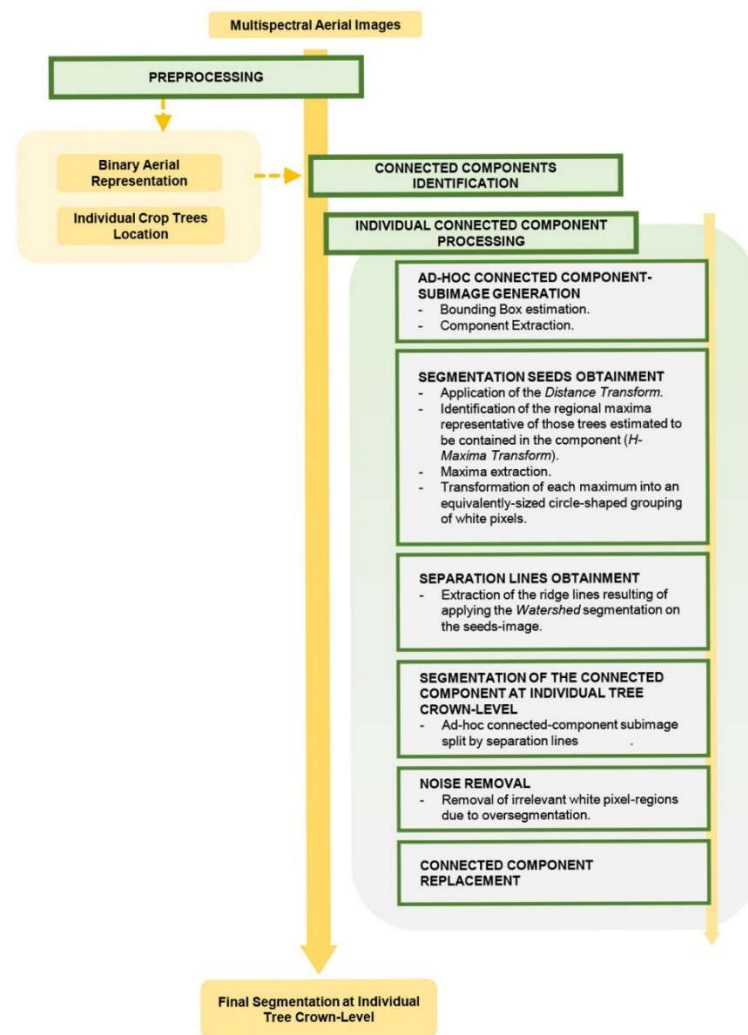 Multispectral Aerial Images
PREPROCESSING
Binary Aerial
Representation
Individual Crop Trees
Location
CONNECTED COMPONENTS
IDENTIFICATION
INDIVIDUAL CONNECTED COMPONENT
PROCESSING
AD-HOC CONNECTED COMPONENT-
SUBIMAGE GENERATION
- Bounding Box estimation.
- Component Extraction.
SEGMENTATION SEEDS OBTAINMENT
- Application of the Distance Transform.
- Identification of the regional maxima
representative of those trees estimated to
be contained in the component (H-
Maxima Transform).
- Maxima extraction.
- Transformation of each maximum into an
equivalently-sized circle-shaped grouping
of white pixels.
SEPARATION LINES OBTAINMENT
- Extraction of the ridge lines resulting of
applying the Watershed segmentation on
the seeds-image.
SEGMENTATION OF THE CONNECTED
COMPONENT AT INDIVIDUAL TREE
CROWN-LEVEL
- Ad-hoc connected-component subimage
split by separation lines .
NOISE REMOVAL
- Removal of irrelevant white pixel-regions
due to oversegmentation.
CONNECTED COMPONENT
REPLACEMENT
Final Segmentation at Individual
Tree Crown-Level